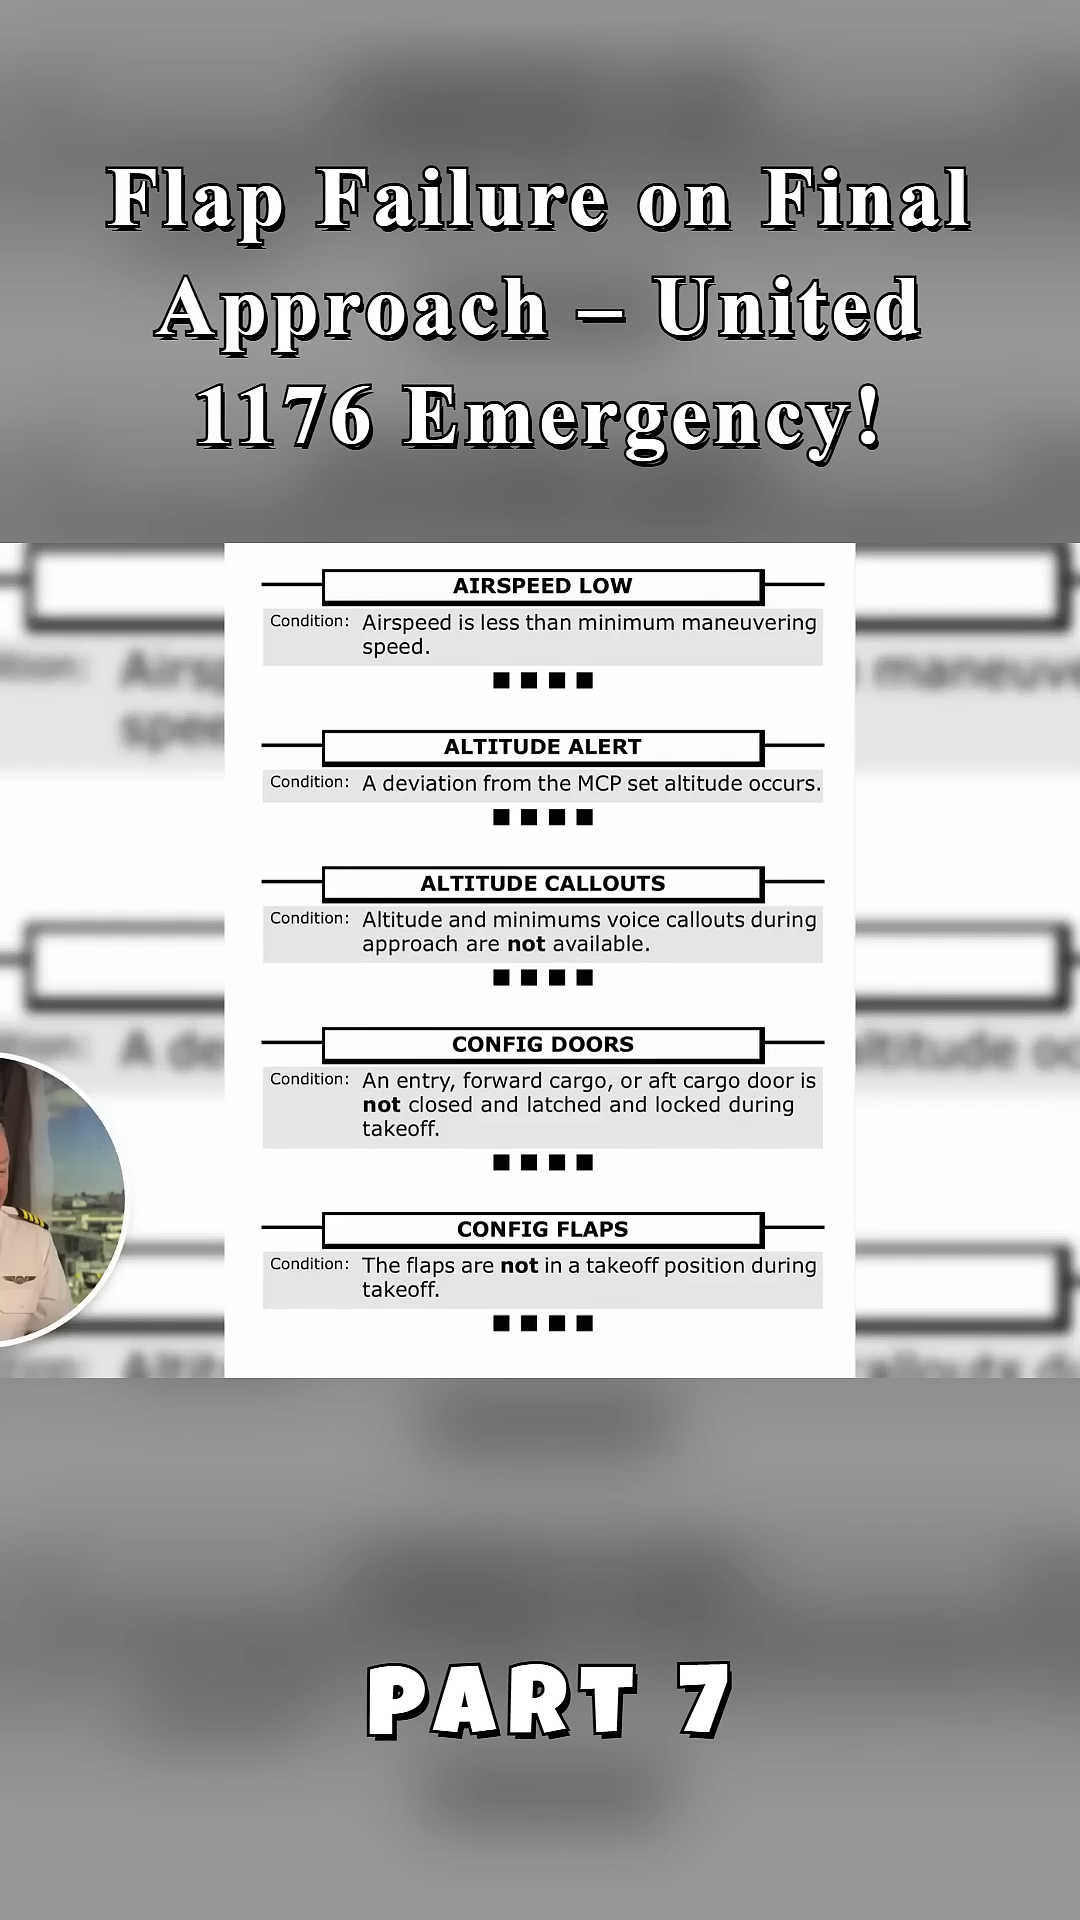 Flap Failure on Final
Approach – United
1176 Emergency!
AIRSPEED LOW
Condition: Airspeed is less than minimum maneuvering
speed.
ALTITUDE ALERT
Condition: A deviation from the MCP set altitude occurs.
ALTITUDE CALLOUTS
Condition: Altitude and minimums voice callouts during
approach are not available.
CONFIG DOORS
Condition: An entry, forward cargo, or aft cargo door is
not closed and latched and locked during
takeoff.
CONFIG FLAPS
Condition: The flaps are not in a takeoff position during
takeoff.
PART 7